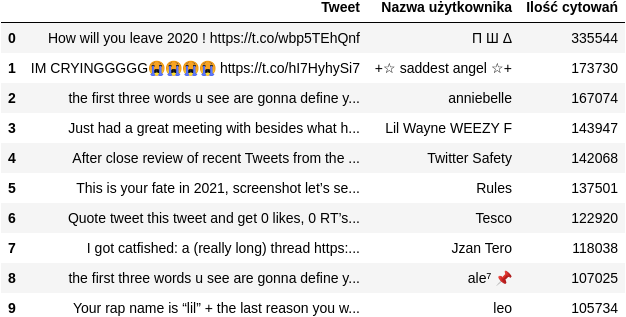 Tweet Nazwa użytkownika Ilość cytowań
0 How will you leave 2020 ! https://t.co/wbp5TEhQnf П Ш Δ 335544
1 IM CRYINGGGGG😭😭😭😭 https://t.co/hI7HyhySi7 +☆ saddest angel ☆+ 173730
2 the first three words u see are gonna define y... anniebelle 167074
3 Just had a great meeting with besides what h... Lil Wayne WEEZY F 143947
4 After close review of recent Tweets from the ... Twitter Safety 142068
5 This is your fate in 2021, screenshot let’s se... Rules 137501
6 Quote tweet this tweet and get 0 likes, 0 RT’s... Tesco 122920
7 I got catfished: a (really long) thread https:... Jzan Tero 118038
8 the first three words u see are gonna define y... ale⁷ 📌 107025
9 Your rap name is “lil” + the last reason you w... leo 105734